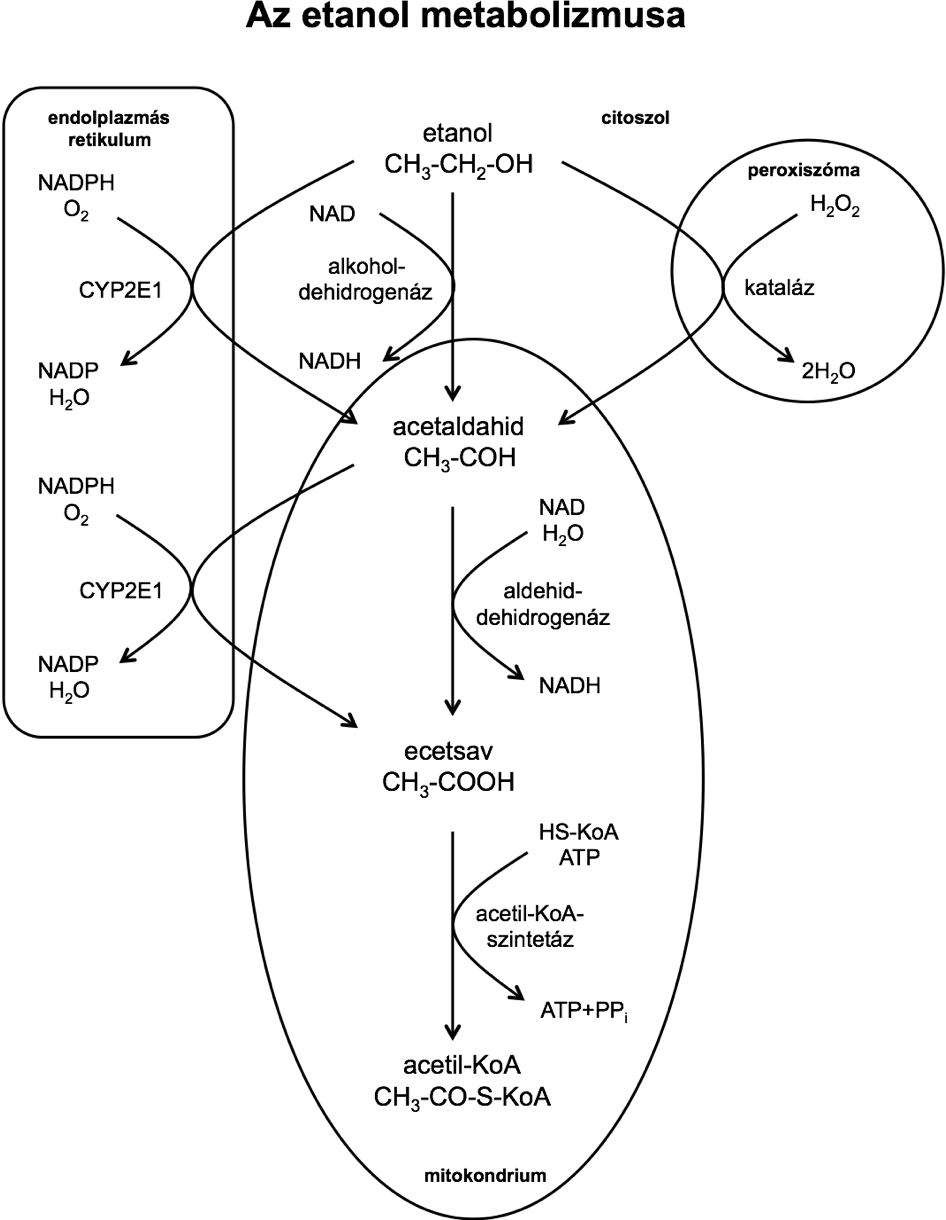 Az etanol metabolizmusa
endolplazmás
retikulum
citoszol
etanol
CH₃-CH₂-OH
peroxiszóma
NADPH
O₂
NAD
H₂O₂
alkohol-
dehidrogenáz
CYP2E1
kataláz
NADH
NADP
H₂O
2H₂O
acetaldahid
CH₃-COH
NADPH
O₂
NAD
H₂O
CYP2E1
aldehid-
dehidrogenáz
NADP
H₂O
NADH
ecetsav
CH₃-COOH
HS-KoA
ATP
acetil-KoA-
szintetáz
ATP+PPᵢ
acetil-KoA
CH₃-CO-S-KoA
mitokondrium